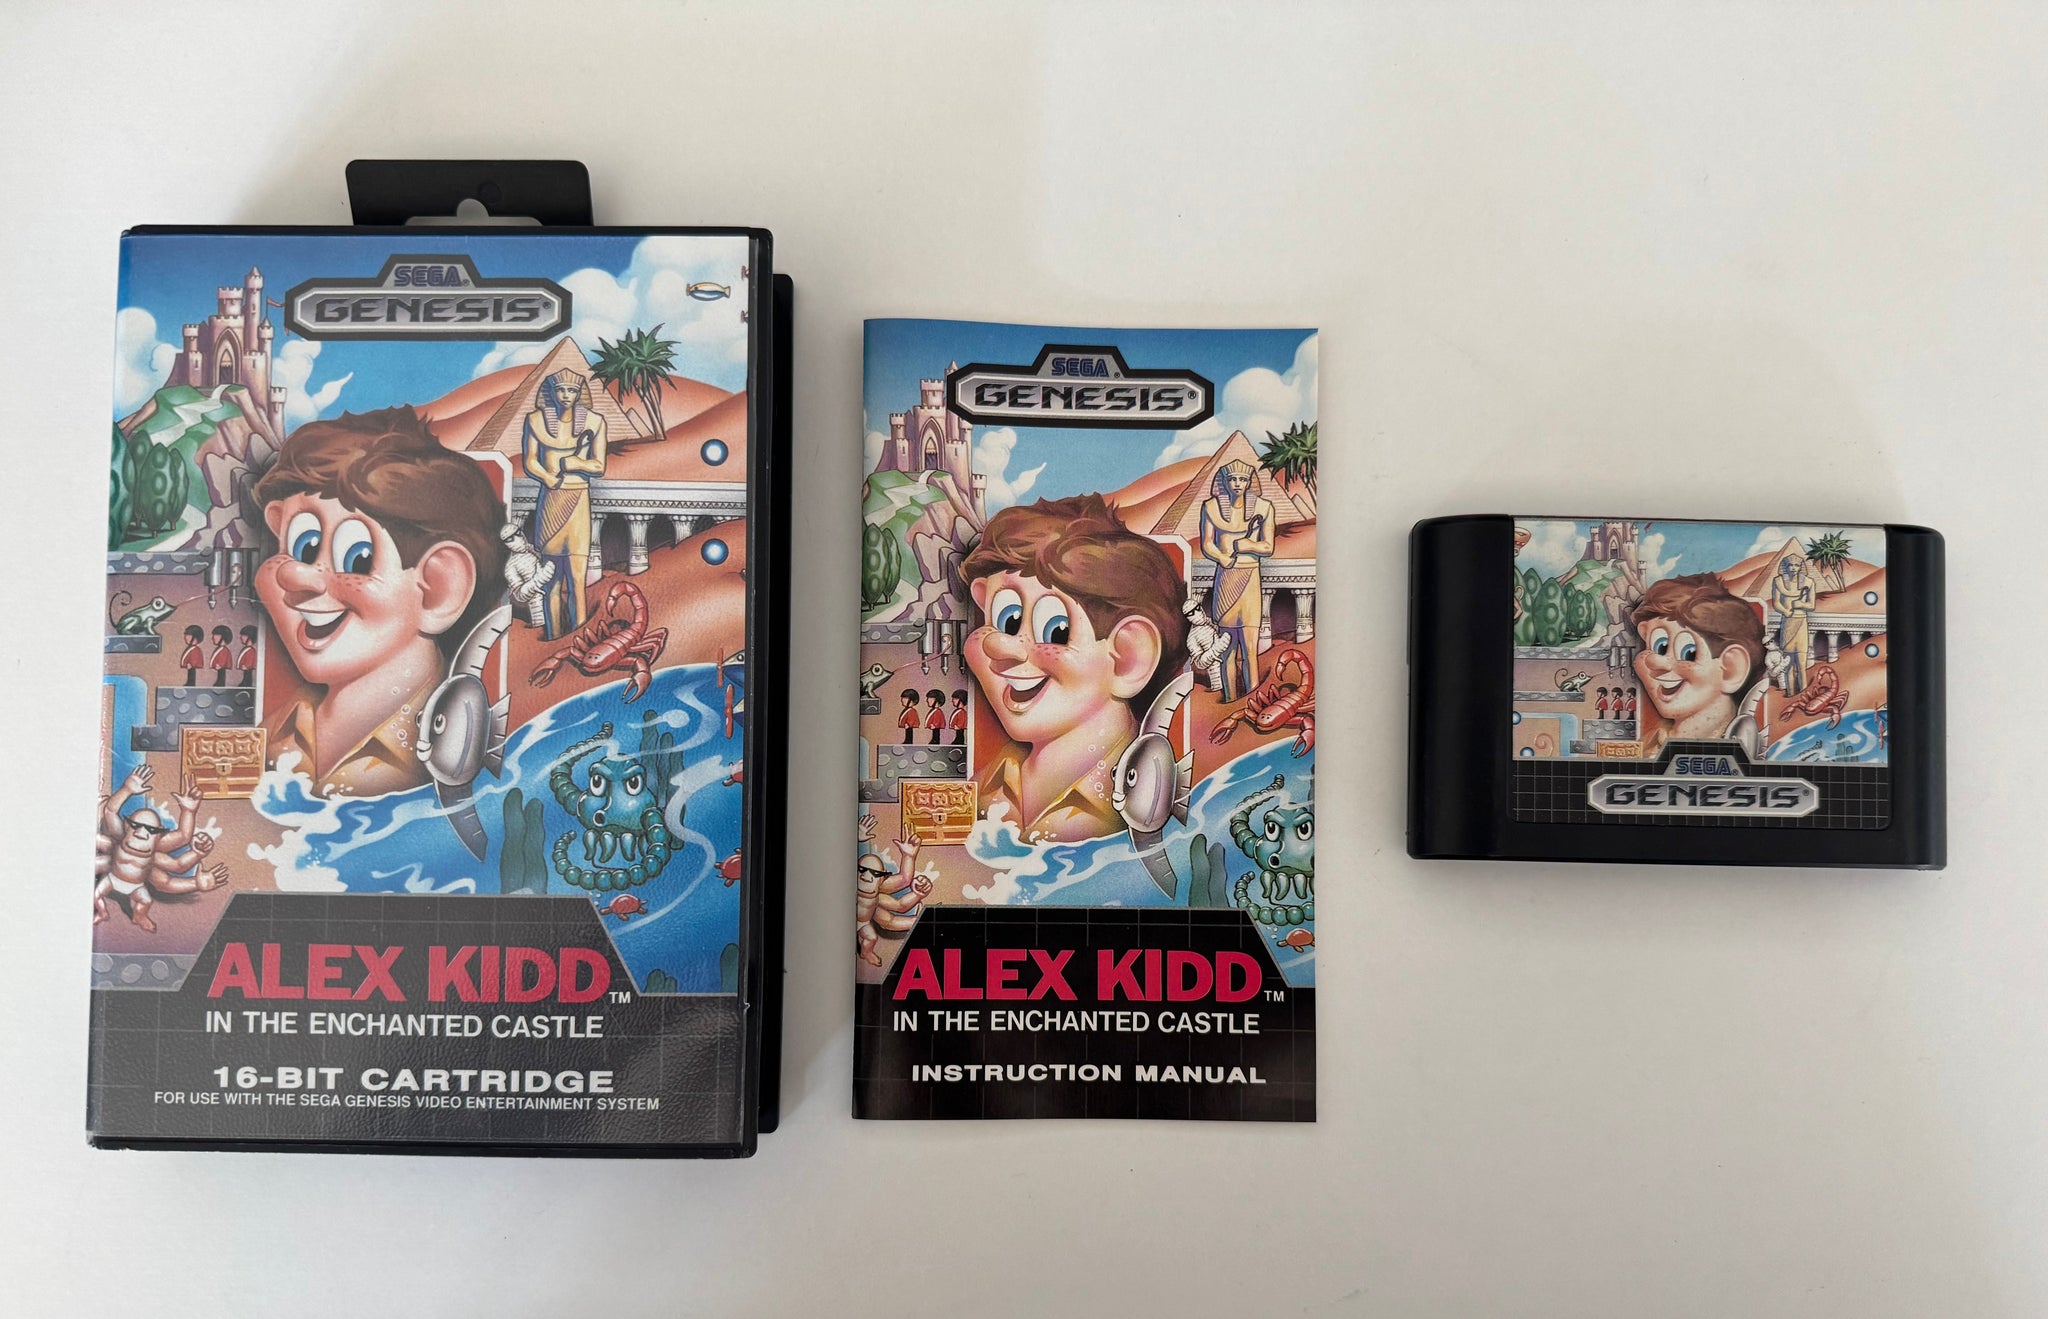 SEGA®
GENESIS®
ALEX KIDD™
IN THE ENCHANTED CASTLE
16-BIT CARTRIDGE
FOR USE WITH THE SEGA GENESIS VIDEO ENTERTAINMENT SYSTEM
SEGA®
GENESIS®
ALEX KIDD™
IN THE ENCHANTED CASTLE
INSTRUCTION MANUAL
SEGA®
GENESIS®